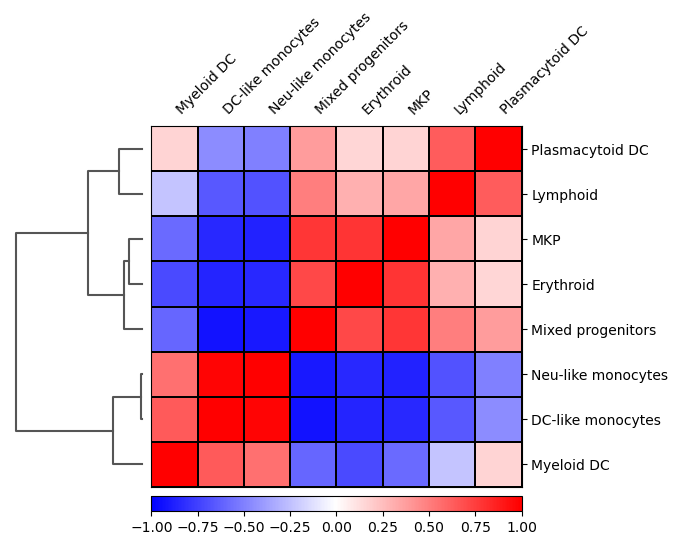 Myeloid DC
DC-like monocytes
Neu-like monocytes
Mixed progenitors
Erythroid
MKP
Lymphoid
Plasmacytoid DC
Plasmacytoid DC
Lymphoid
MKP
Erythroid
Mixed progenitors
Neu-like monocytes
DC-like monocytes
Myeloid DC
−1.00 −0.75 −0.50 −0.25 0.00 0.25 0.50 0.75 1.00